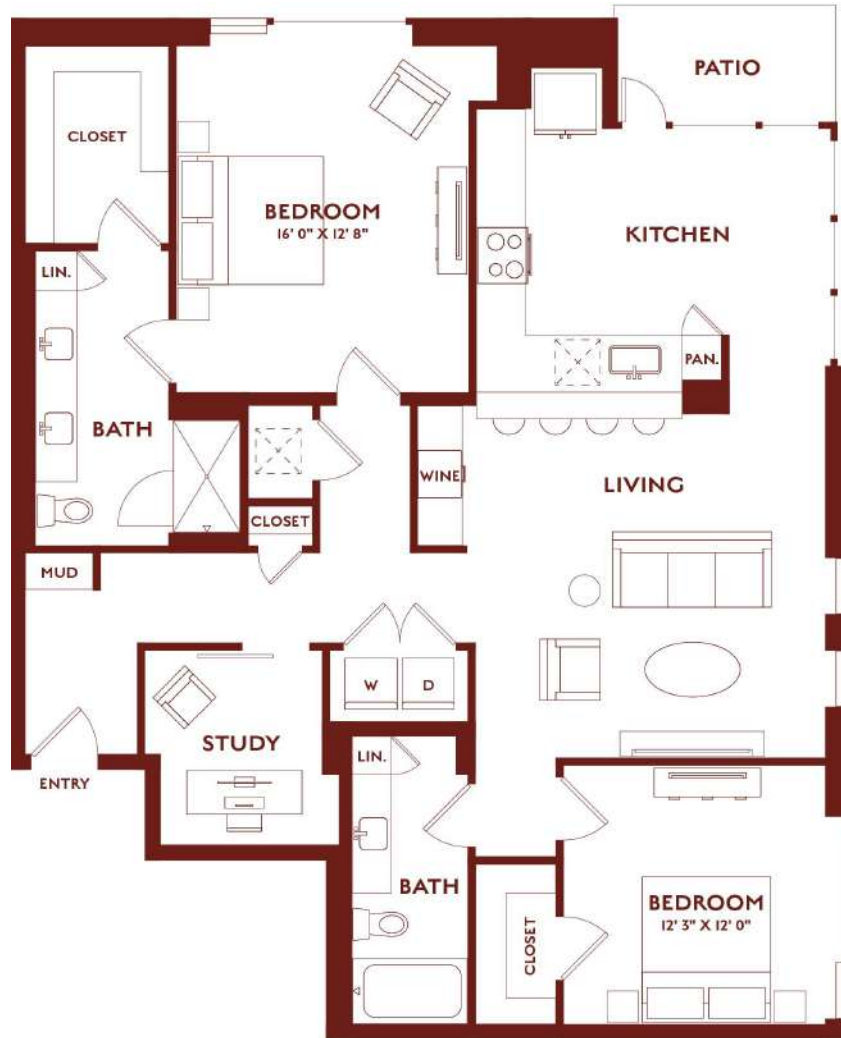 PATIO
CLOSET
BEDROOM
16' 0" X 12' 8"
KITCHEN
LIN.
PAN.
BATH
WINE
LIVING
CLOSET
MUD
W
D
STUDY
LIN.
ENTRY
BATH
BEDROOM
12' 3" X 12' 0"
CLOSET